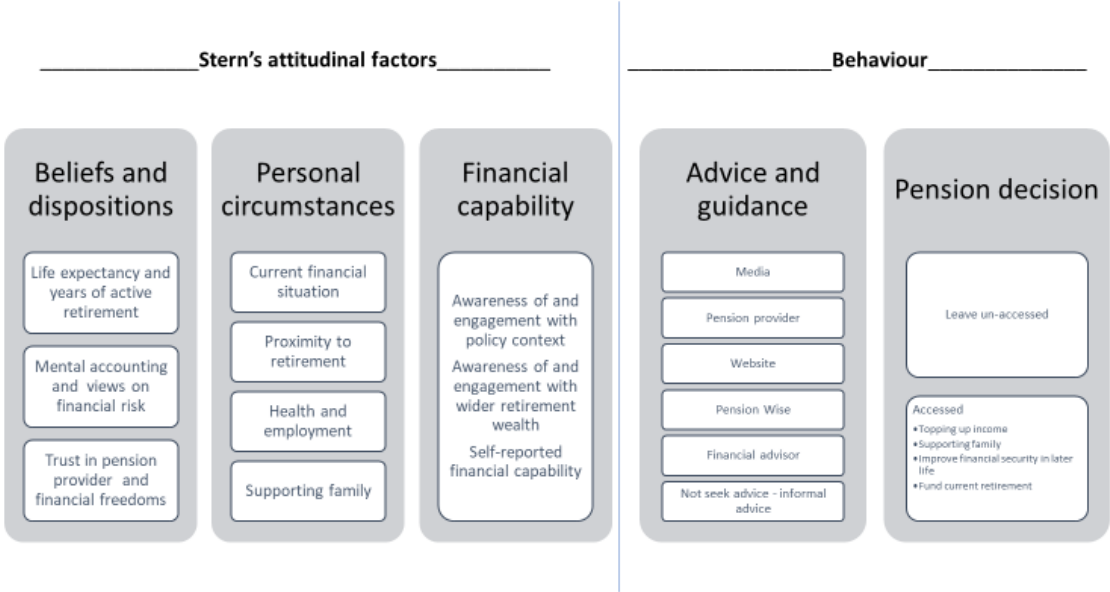 Stern's attitudinal factors
Behaviour
Beliefs and
dispositions
Life expectancy and
years of active
retirement
Mental accounting
and views on
financial risk
Trust in pension
provider and
financial freedoms
Personal
circumstances
Current financial
situation
Proximity to
retirement
Health and
employment
Supporting family
Financial
capability
Awareness of and
engagement with
policy context
Awareness of and
engagement with
wider retirement
wealth
Self-reported
financial capability
Advice and
guidance
Media
Pension provider
Website
Pension Wise
Financial advisor
Not seek advice - informal
advice
Pension decision
Leave un-accessed
Accessed
•Topping up income
•Supporting family
•Improve financial security in later
life
•Fund current retirement